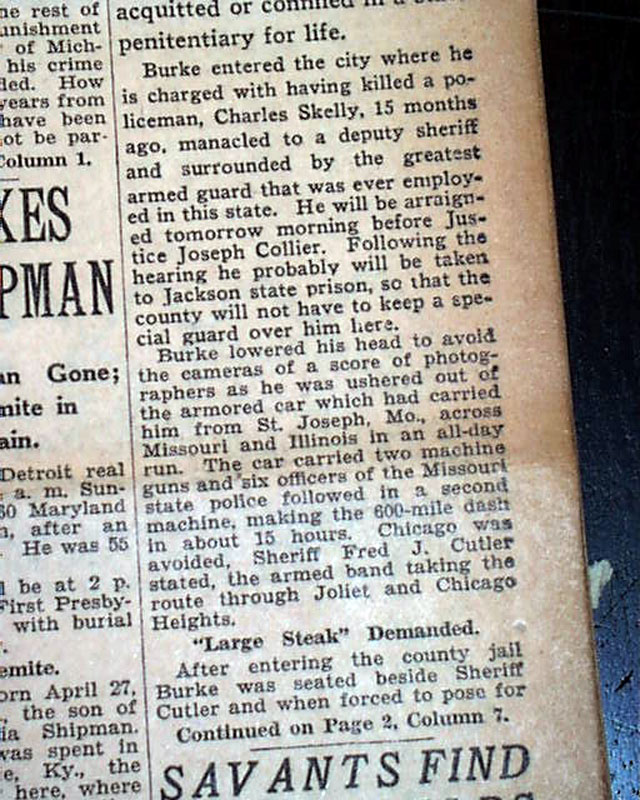 ne rest of
unishment
of Mich-
his crime
led. How
years from
have been
ot be par-
Column 1.
KES
PMAN
an Gone;
mite in
ain.
Detroit real
a. m. Sun-
60 Maryland
n, after an
He was 55
l be at 2 p.
First Presby-
with burial
emite.
orn April 27,
the son of
ia Shipman.
was spent in
e, Ky., the
here, where
acquitted or confined in a
penitentiary for life.
Burke entered the city where he
is charged with having killed a po-
liceman, Charles Skelly, 15 months
ago, manacled to a deputy sheriff
and surrounded by the greatest
armed guard that was ever employ-
ed in this state. He will be arraign-
ed tomorrow morning before Jus-
tice Joseph Collier. Following the
hearing he probably will be taken
to Jackson state prison, so that the
county will not have to keep a spe-
cial guard over him here.
Burke lowered his head to avoid
the cameras of a score of photog-
raphers as he was ushered out of
the armored car which had carried
him from St. Joseph, Mo., across
Missouri and Illinois in an all-day
run. The car carried two machine
guns and six officers of the Missouri
state police followed in a second
machine, making the 600-mile dash
in about 15 hours. Chicago was
avoided, Sheriff Fred J. Cutler
stated, the armed band taking the
route through Joliet and Chicago
Heights.
"Large Steak" Demanded.
After entering the county jail
Burke was seated beside Sheriff
Cutler and when forced to pose for
Continued on Page 2, Column 7.
SAVANTS FIND